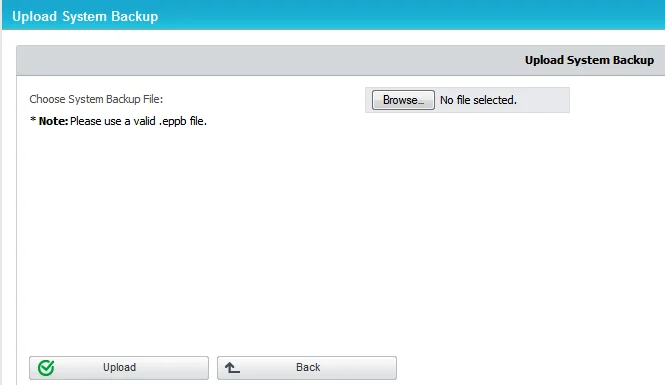 Upload System Backup
Upload System Backup
Choose System Backup File: Browse... No file selected.
* Note: Please use a valid .eppb file.
Upload Back